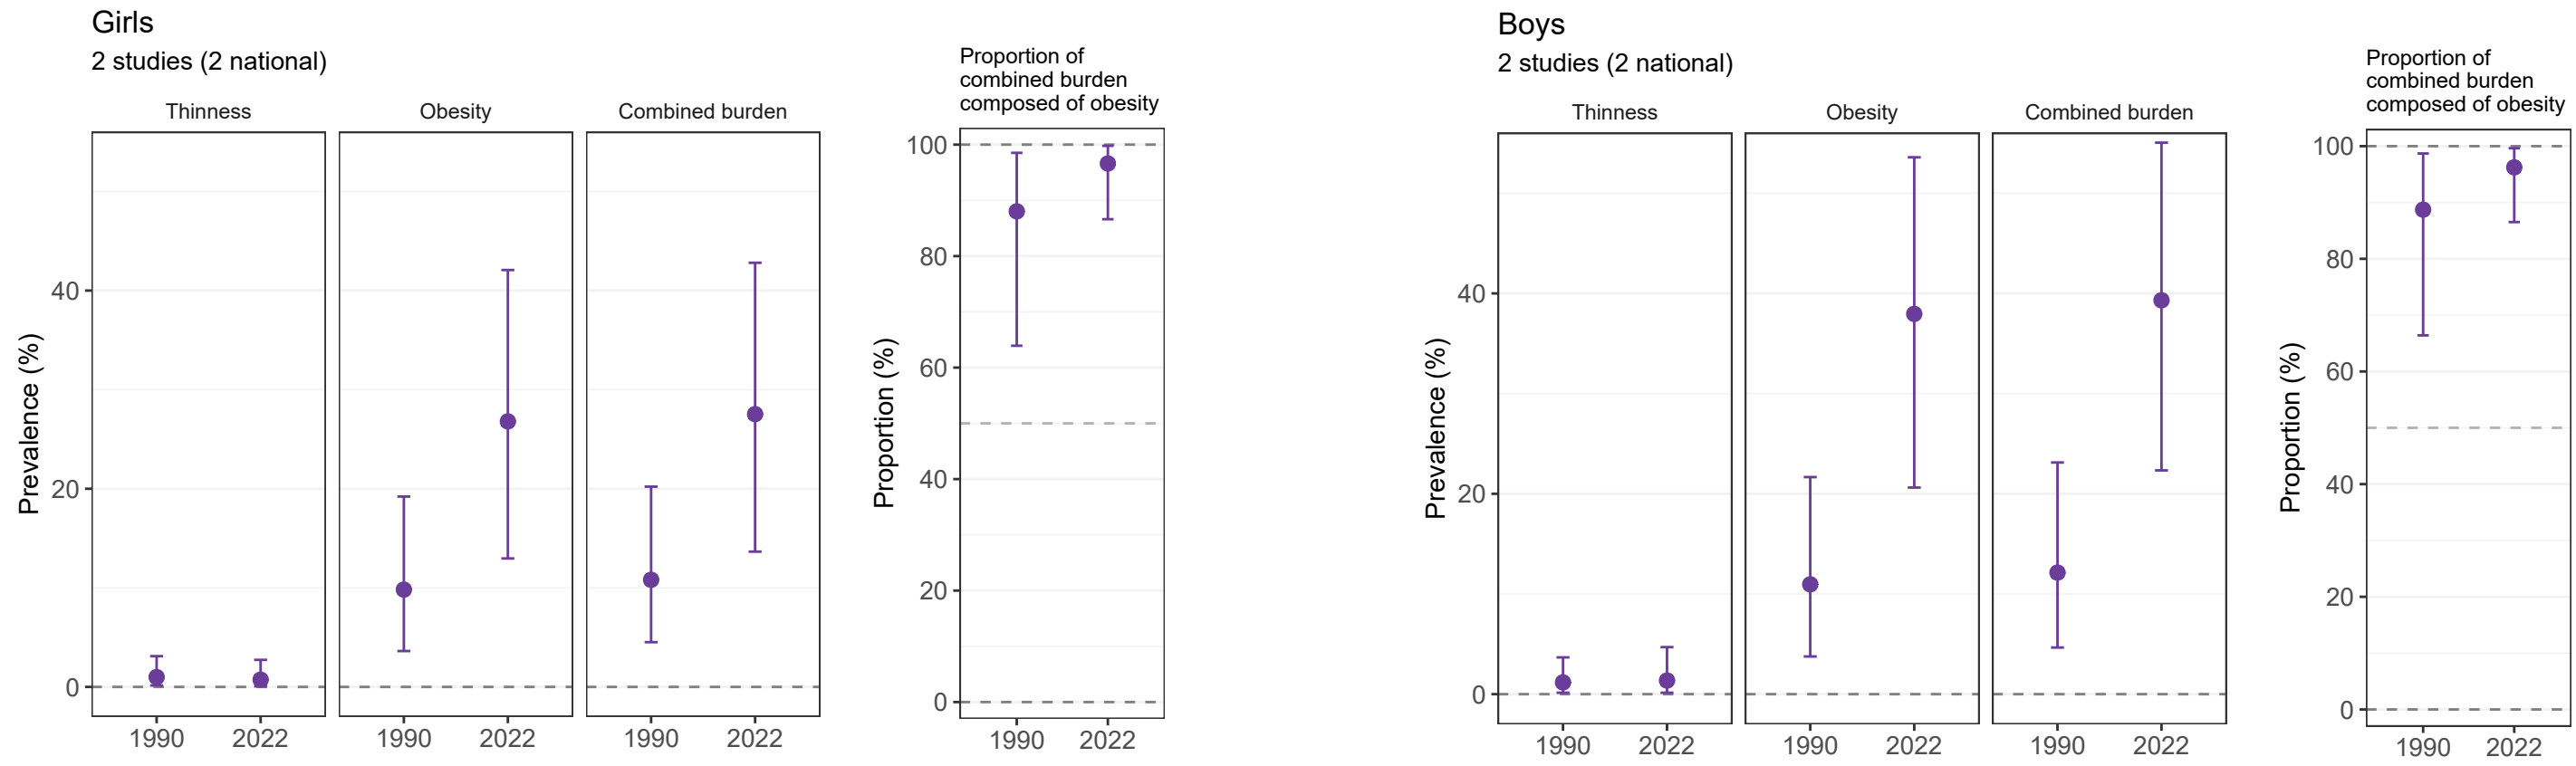 Girls
2 studies (2 national)
Thinness
Obesity
Combined burden
Prevalence (%)
40
20
0
1990 2022
1990 2022
1990 2022
Proportion of
combined burden
composed of obesity
Proportion (%)
100
80
60
40
20
0
1990 2022
Boys
2 studies (2 national)
Thinness
Obesity
Combined burden
Prevalence (%)
40
20
0
1990 2022
1990 2022
1990 2022
Proportion of
combined burden
composed of obesity
Proportion (%)
100
80
60
40
20
0
1990 2022